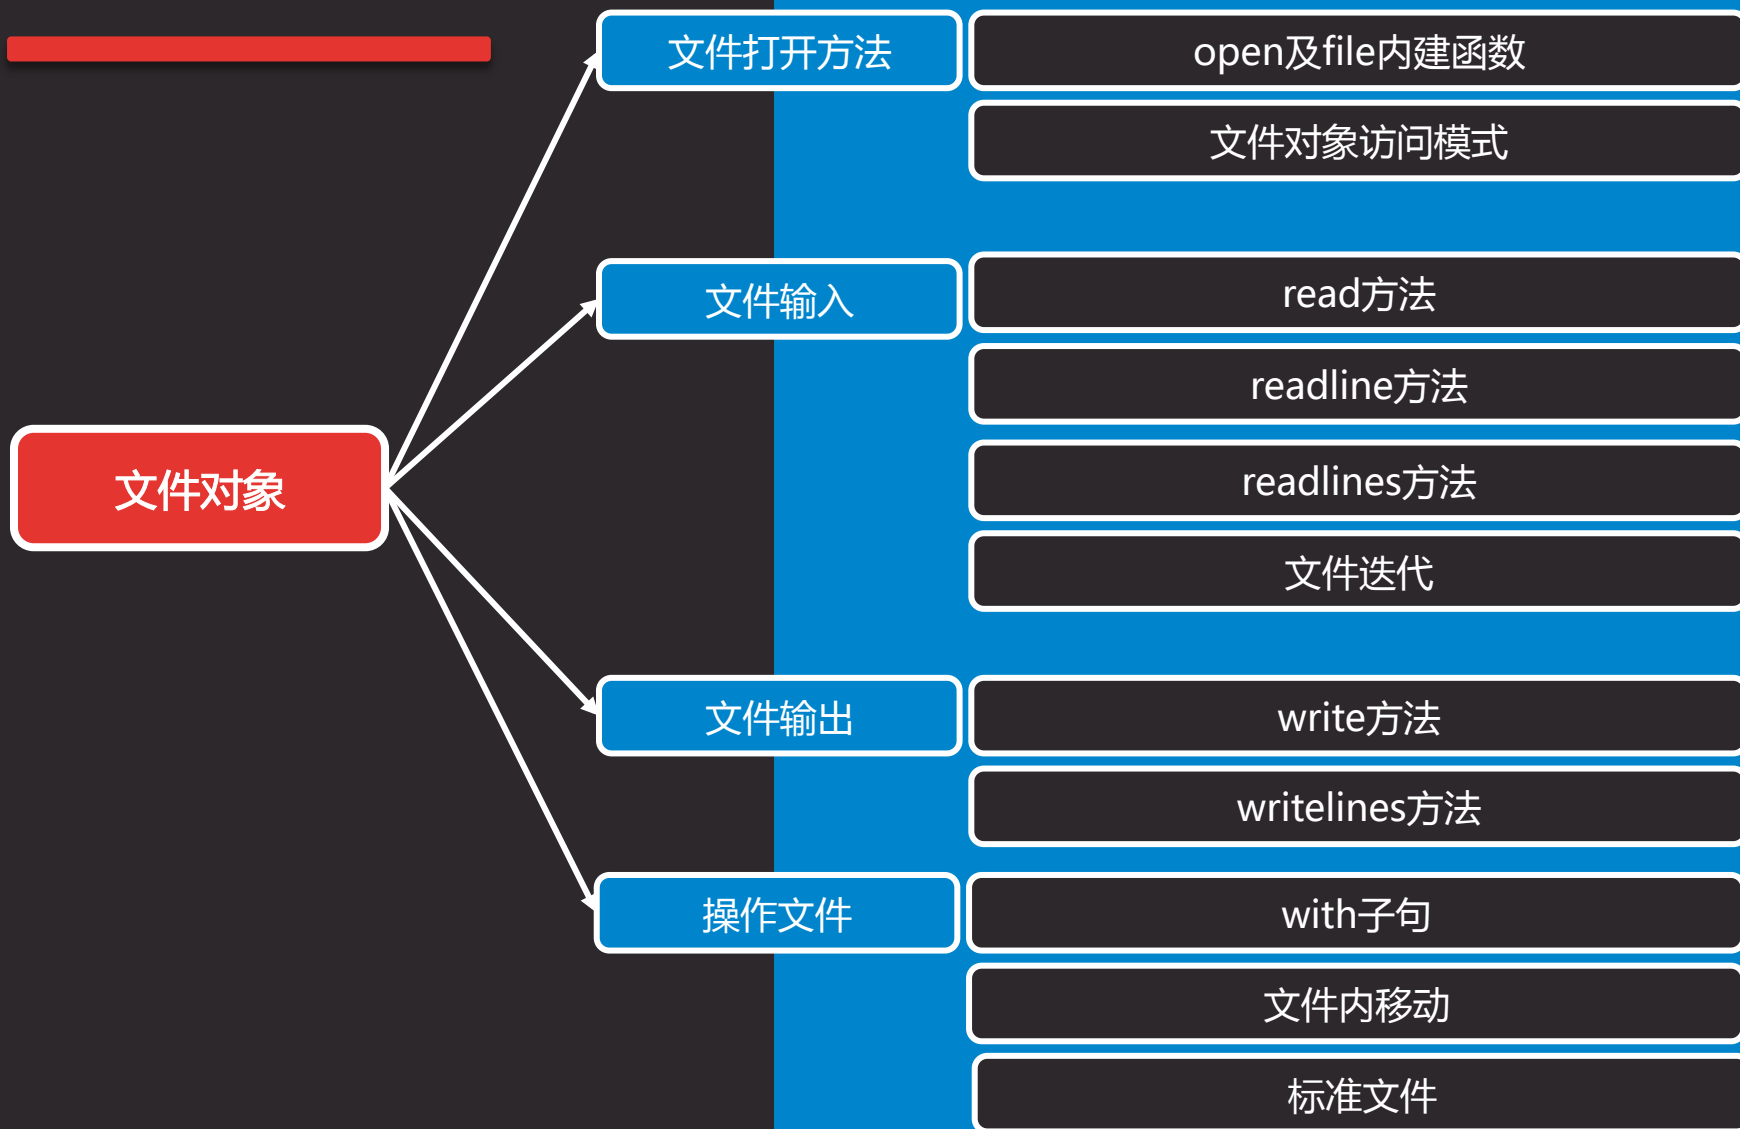 文件对象
文件打开方法
open及file内建函数
文件对象访问模式
文件输入
read方法
readline方法
readlines方法
文件迭代
文件输出
write方法
writelines方法
操作文件
with子句
文件内移动
标准文件